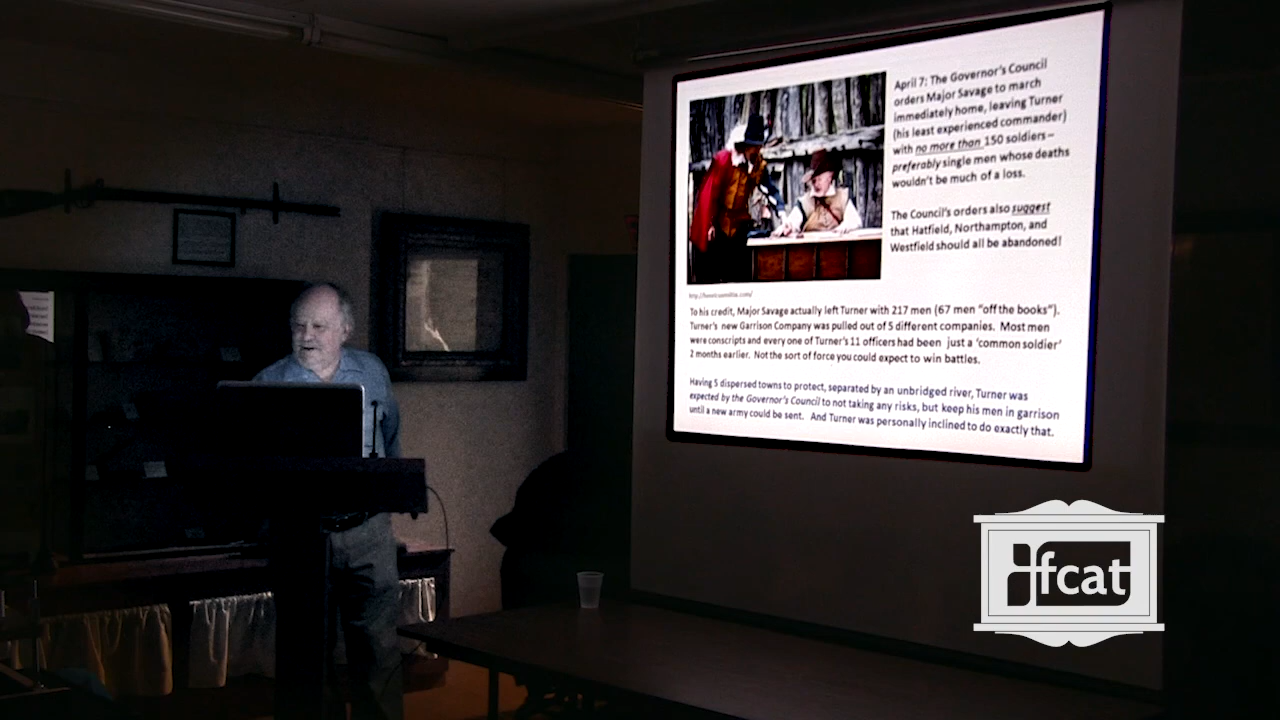 April 7: The Governor's Council
orders Major Savage to march
immediately home, leaving Turner
(his least experienced commander)
with no more than 150 soldiers –
preferably single men whose deaths
wouldn't be much of a loss.
The Council's orders also suggest
that Hatfield, Northampton, and
Westfield should all be abandoned!
To his credit, Major Savage actually left Turner with 217 men (67 men "off the books").
Turner's new Garrison Company was pulled out of 5 different companies. Most men
were conscripts and every one of Turner's 11 officers had been just a 'common soldier'
2 months earlier. Not the sort of force you could expect to win battles.
Having 5 dispersed towns to protect, separated by an unbridged river, Turner was
expected by the Governor's Council to not taking any risks, but keep his men in garrison
until a new army could be sent. And Turner was personally inclined to do exactly that.
fcat